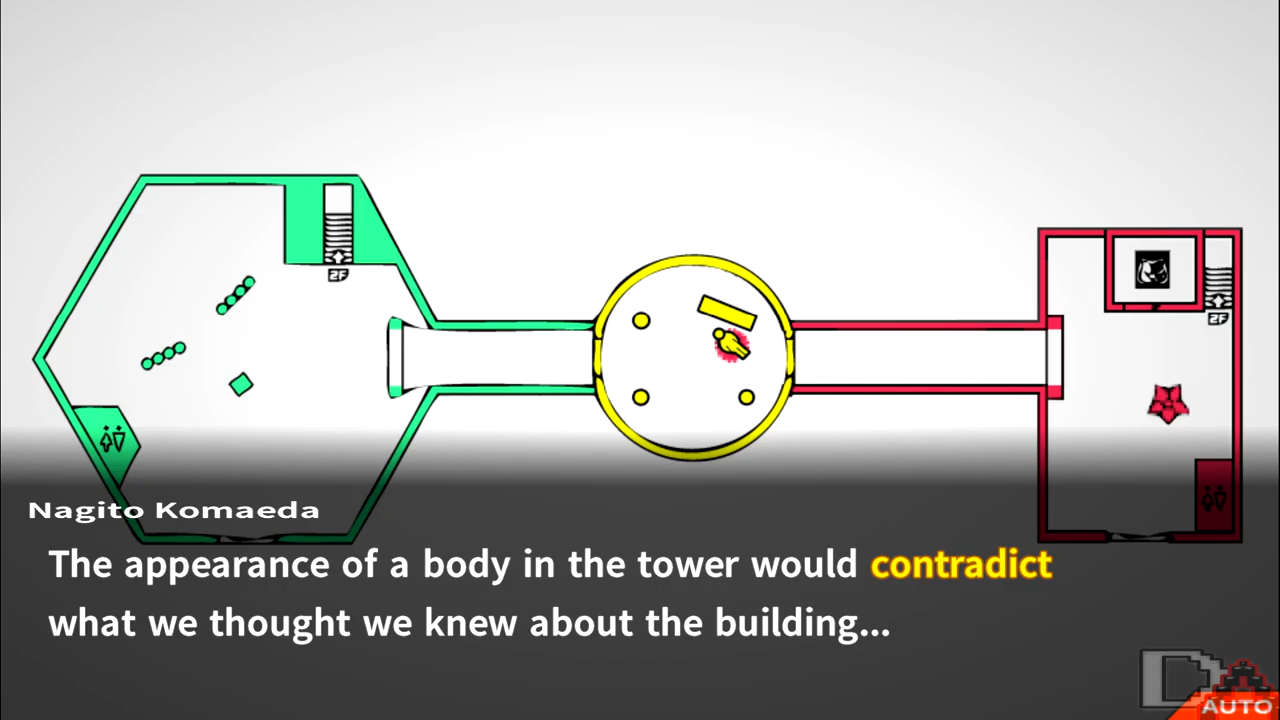 2F
2F
Nagito Komaeda
The appearance of a body in the tower would contradict
what we thought we knew about the building...
AUTO